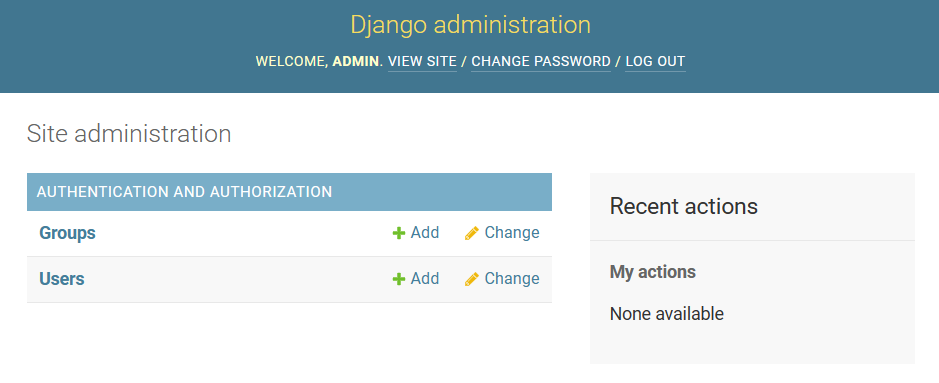 Django administration
WELCOME, ADMIN. VIEW SITE / CHANGE PASSWORD / LOG OUT
Site administration
AUTHENTICATION AND AUTHORIZATION
Groups Add Change
Users Add Change
Recent actions
My actions
None available